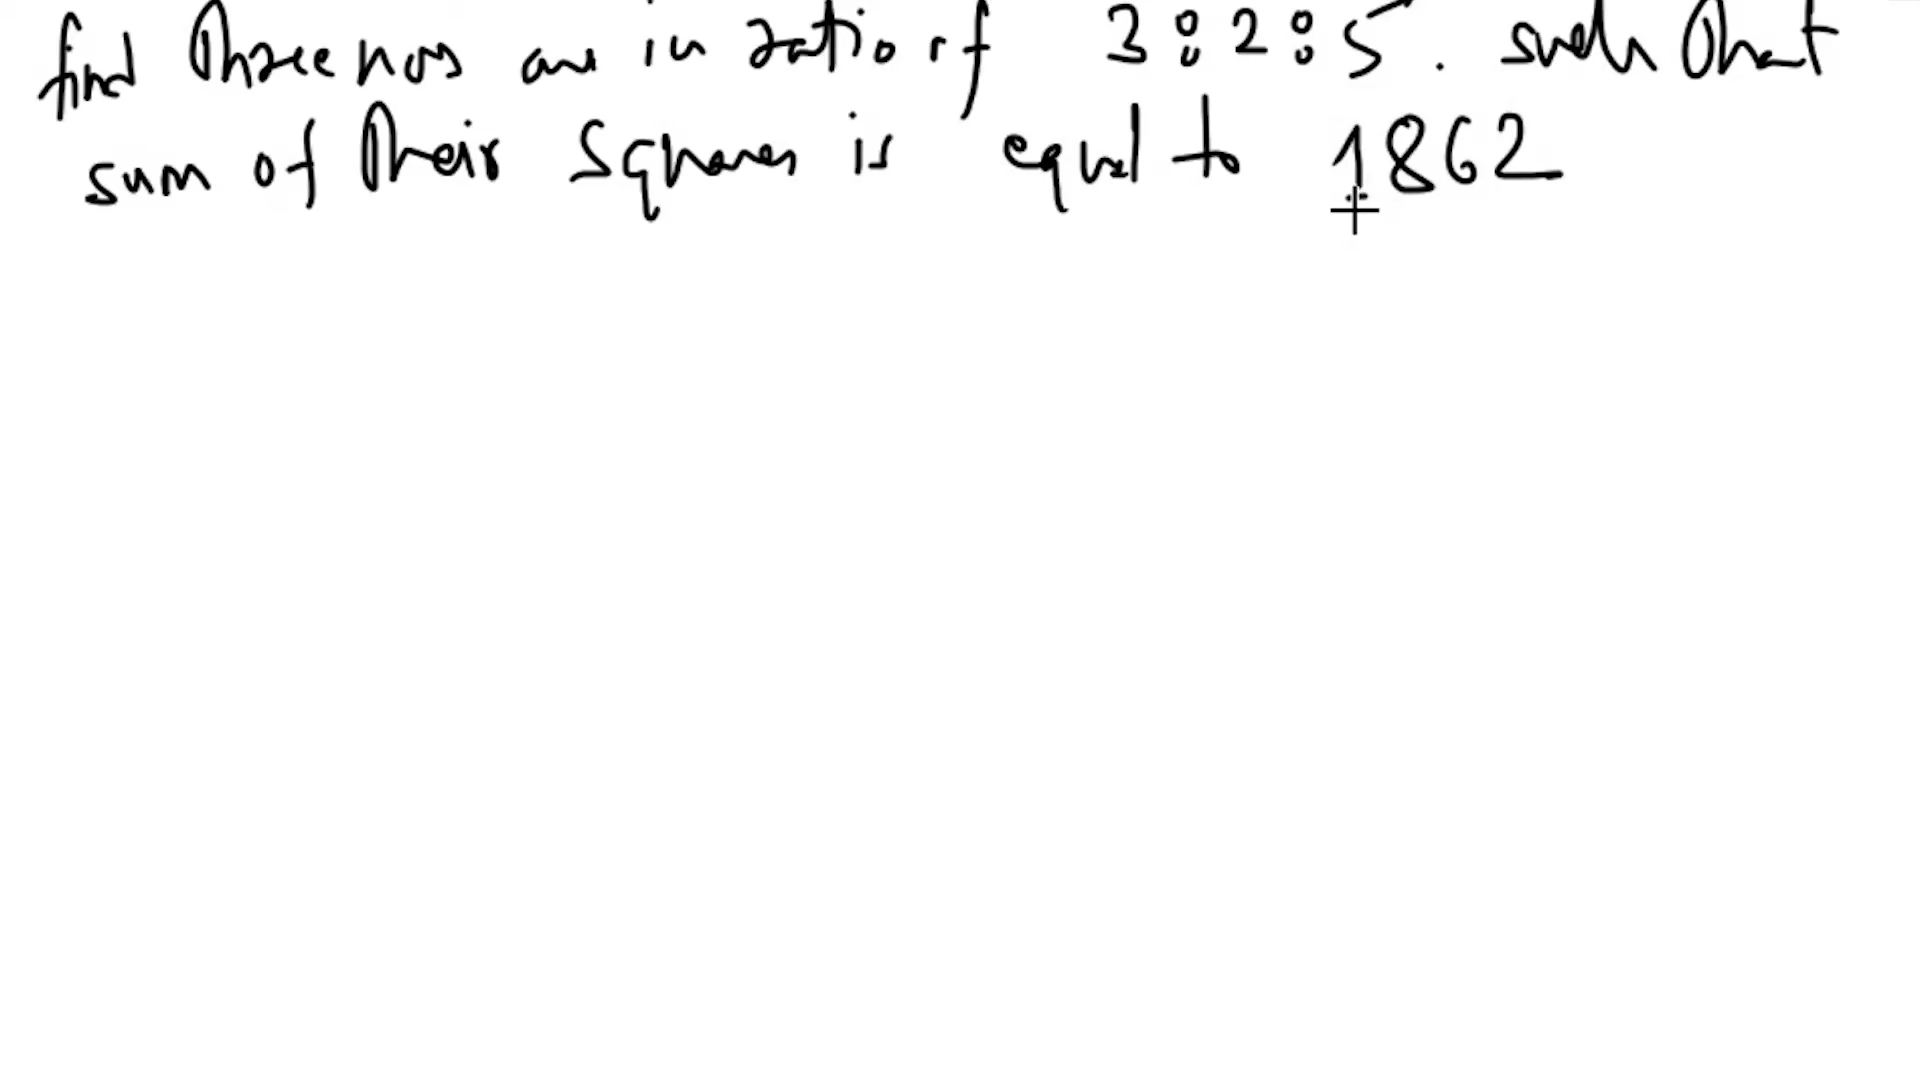 find three nos are in ratio of 3:2:5. such that
sum of their squares is equal to 1862